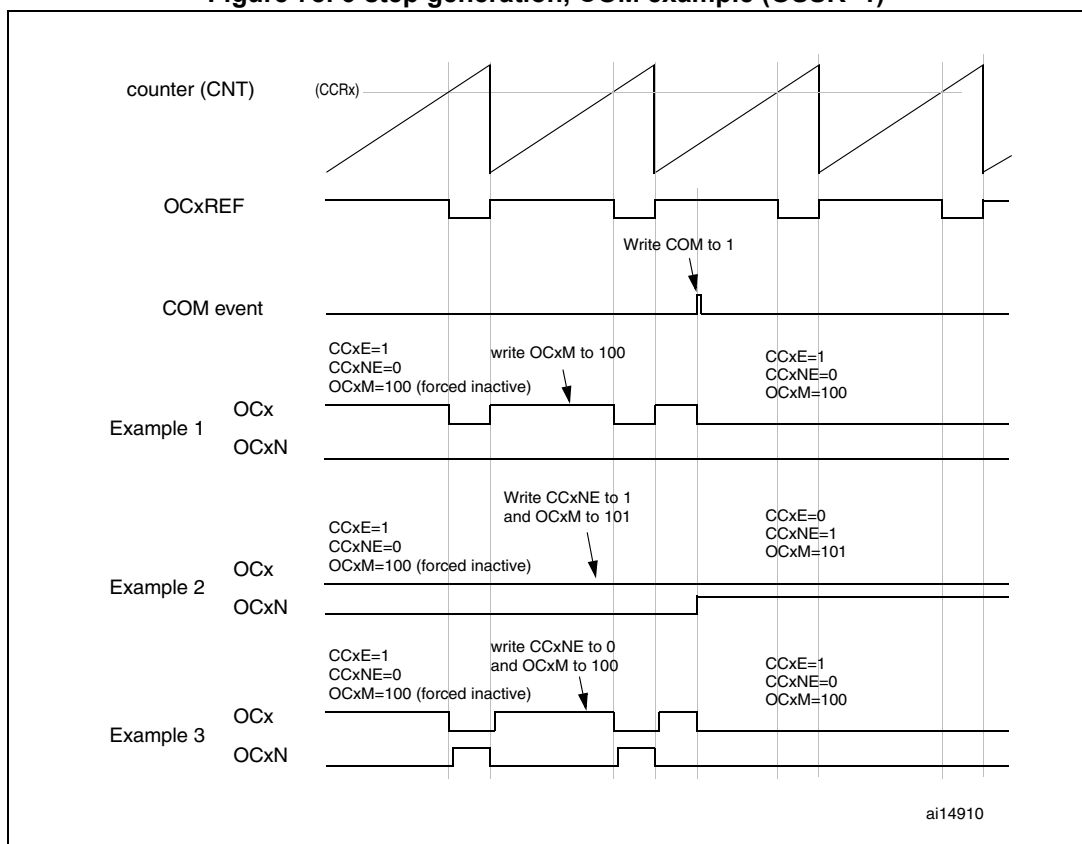 Figure step generation, COM example
counter (CNT)
(CCRx)
OCxREF
Write COM to 1
COM event
CCxE=1
CCxNE=0
OCxM=100 (forced inactive)
write OCxM to 100
CCxE=1
CCxNE=0
OCxM=100
Example 1
OCx
OCxN
Write CCxNE to 1
and OCxM to 101
CCxE=1
CCxNE=0
OCxM=100 (forced inactive)
CCxE=0
CCxNE=1
OCxM=101
Example 2
OCx
OCxN
write CCxNE to 0
and OCxM to 100
CCxE=1
CCxNE=0
OCxM=100 (forced inactive)
CCxE=1
CCxNE=0
OCxM=100
Example 3
OCx
OCxN
ai14910